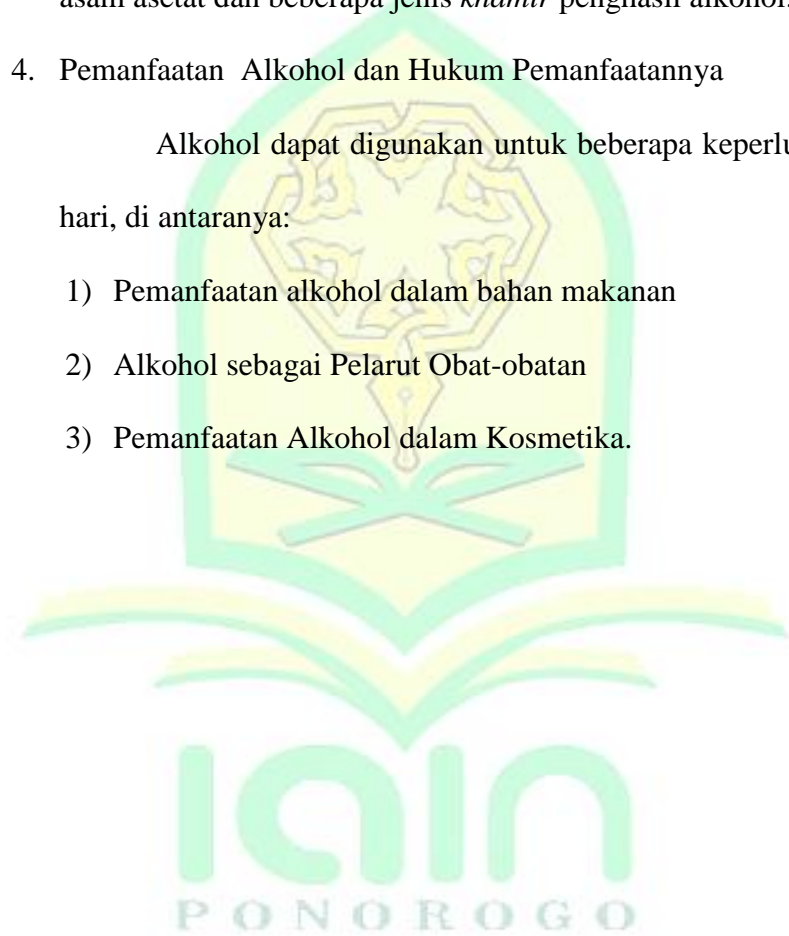 asam asetat dan beberapa jenis khamir penghasil alkohol.
4. Pemanfaatan Alkohol dan Hukum Pemanfaatannya
Alkohol dapat digunakan untuk beberapa
hari, di antaranya:
1) Pemanfaatan alkohol dalam bahan makanan
2) Alkohol sebagai Pelarut Obat-obatan
3) Pemanfaatan Alkohol dalam Kosmetika.
iain
PONOROGO